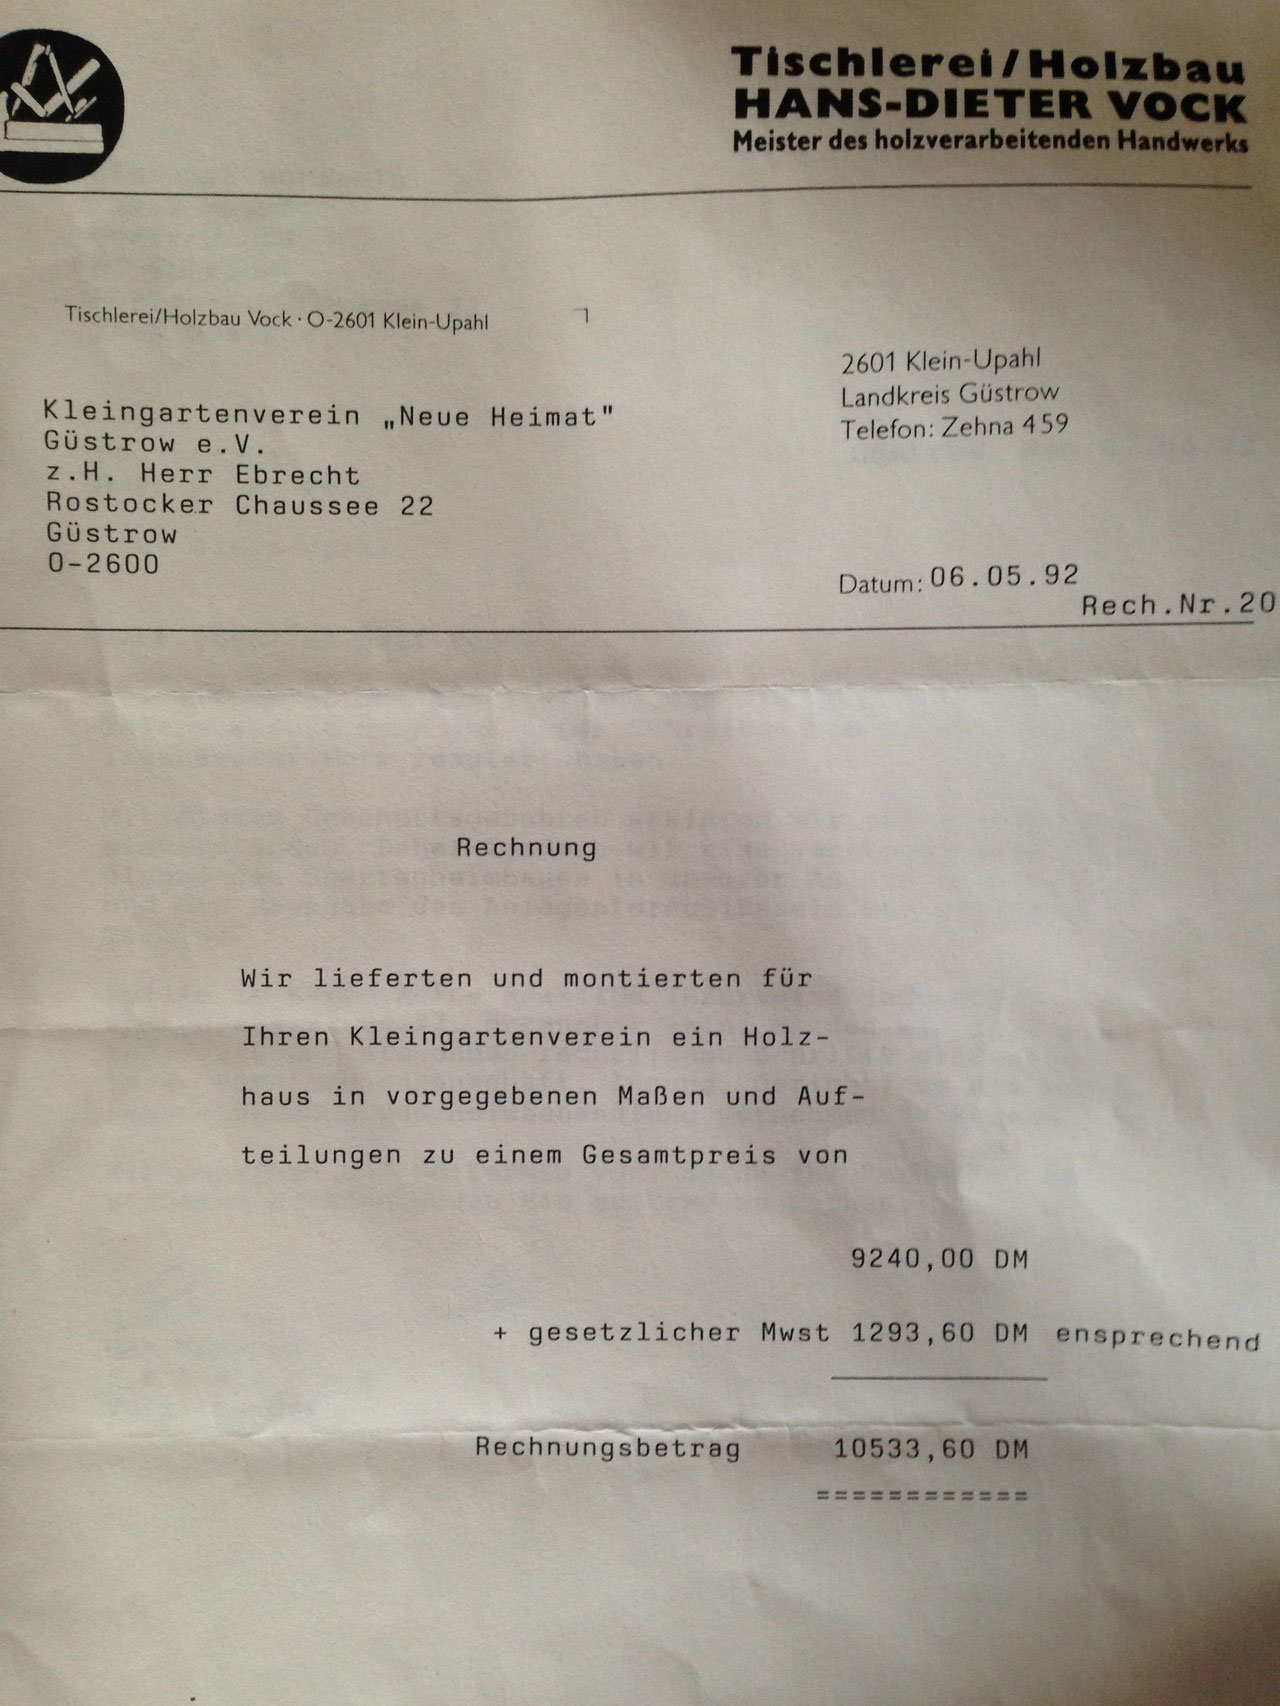 Tischlerei/Holzbau
HANS-DIETER VOCK
Meister des holzverarbeitenden Handwerks
Tischlerei/Holzbau Vock · O-2601 Klein-Upahl
2601 Klein-Upahl
Landkreis Güstrow
Telefon: Zehna 459
Kleingartenverein „Neue Heimat"
Güstrow e.V.
z.H. Herr Ebrecht
Rostocker Chaussee 22
Güstrow
O-2600
Datum: 06.05.92
Rech.Nr.20
Rechnung
Wir lieferten und montierten für
Ihren Kleingartenverein ein Holz-
haus in vorgegebenen Maßen und Auf-
teilungen zu einem Gesamtpreis von
9240,00 DM
+ gesetzlicher Mwst 1293,60 DM ensprechend
Rechnungsbetrag 10533,60 DM
============